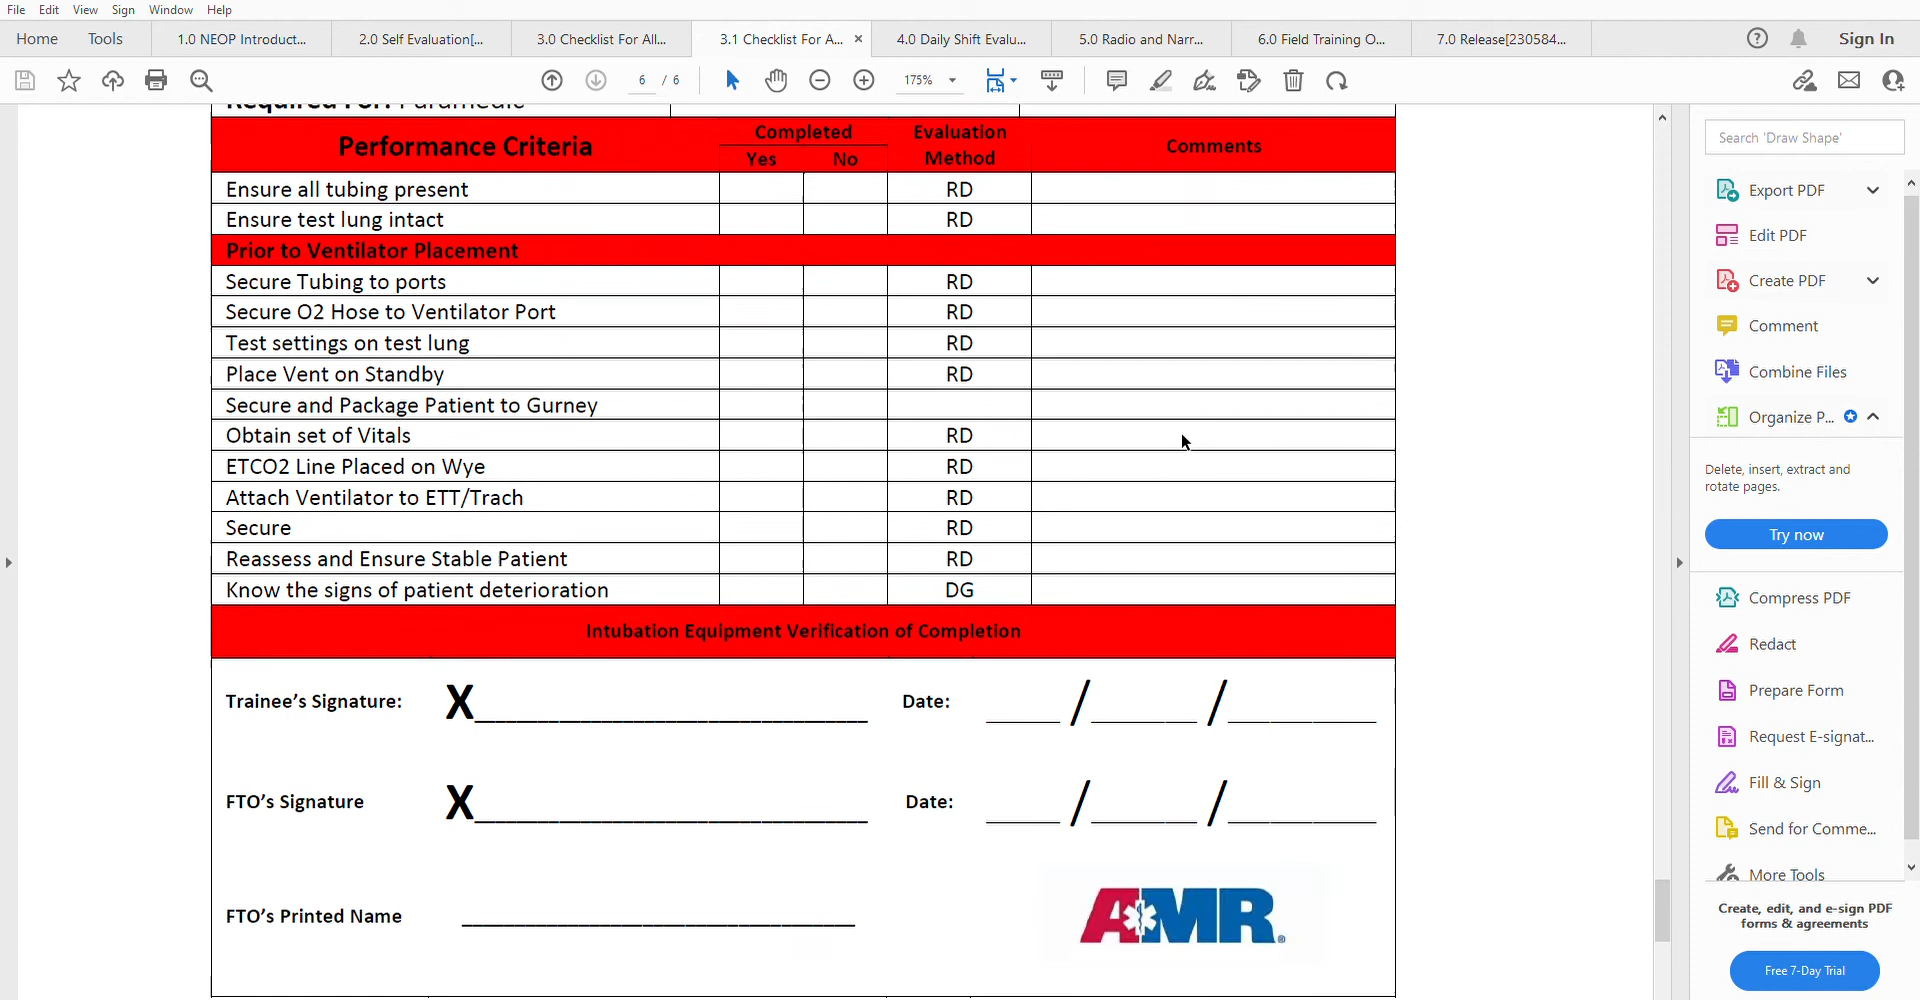 File Edit View Sign Window Help
Home Tools 1.0 NEOP Introduct... 2.0 Self Evaluation[... 3.0 Checklist For All... 3.1 Checklist For A... × 4.0 Daily Shift Evalu... 5.0 Radio and Narr... 6.0 Field Training O... 7.0 Release[230584... Sign In
6 / 6 175%
Required For: Paramedic
Performance Criteria Completed Yes No Evaluation Method Comments
Ensure all tubing present RD
Ensure test lung intact RD
Prior to Ventilator Placement
Secure Tubing to ports RD
Secure O2 Hose to Ventilator Port RD
Test settings on test lung RD
Place Vent on Standby RD
Secure and Package Patient to Gurney
Obtain set of Vitals RD
ETCO2 Line Placed on Wye RD
Attach Ventilator to ETT/Trach RD
Secure RD
Reassess and Ensure Stable Patient RD
Know the signs of patient deterioration DG
Intubation Equipment Verification of Completion
Trainee’s Signature: X Date: / /
FTO’s Signature X Date: / /
FTO’s Printed Name
AMR®
Search 'Draw Shape'
Export PDF
Edit PDF
Create PDF
Comment
Combine Files
Organize P...
Delete, insert, extract and
rotate pages.
Try now
Compress PDF
Redact
Prepare Form
Request E-signat...
Fill & Sign
Send for Comme...
More Tools
Create, edit, and e-sign PDF
forms & agreements
Free 7-Day Trial